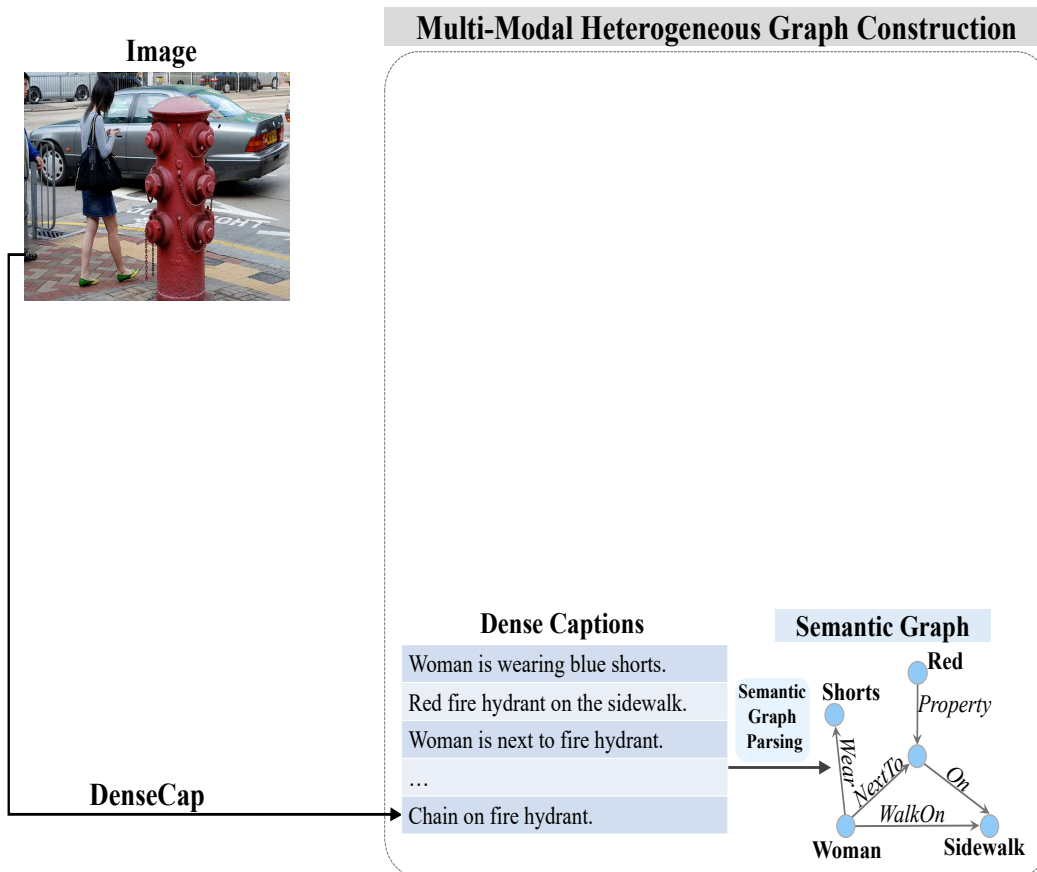 Multi-Modal Heterogeneous Graph Construction
Image
Dense Captions
Woman is wearing blue shorts.
Red fire hydrant on the sidewalk.
Woman is next to fire hydrant.
...
Chain on fire hydrant.
DenseCap
Semantic
Graph
Parsing
Semantic Graph
Red
Shorts
Property
Wear
NextTo
On
WalkOn
Woman
Sidewalk